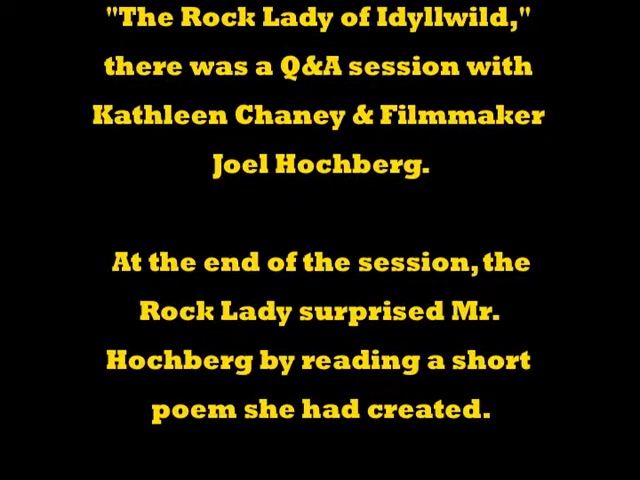 "The Rock Lady of Idyllwild,"
there was a Q&A session with
Kathleen Chaney & Filmmaker
Joel Hochberg.
At the end of the session, the
Rock Lady surprised Mr.
Hochberg by reading a short
poem she had created.